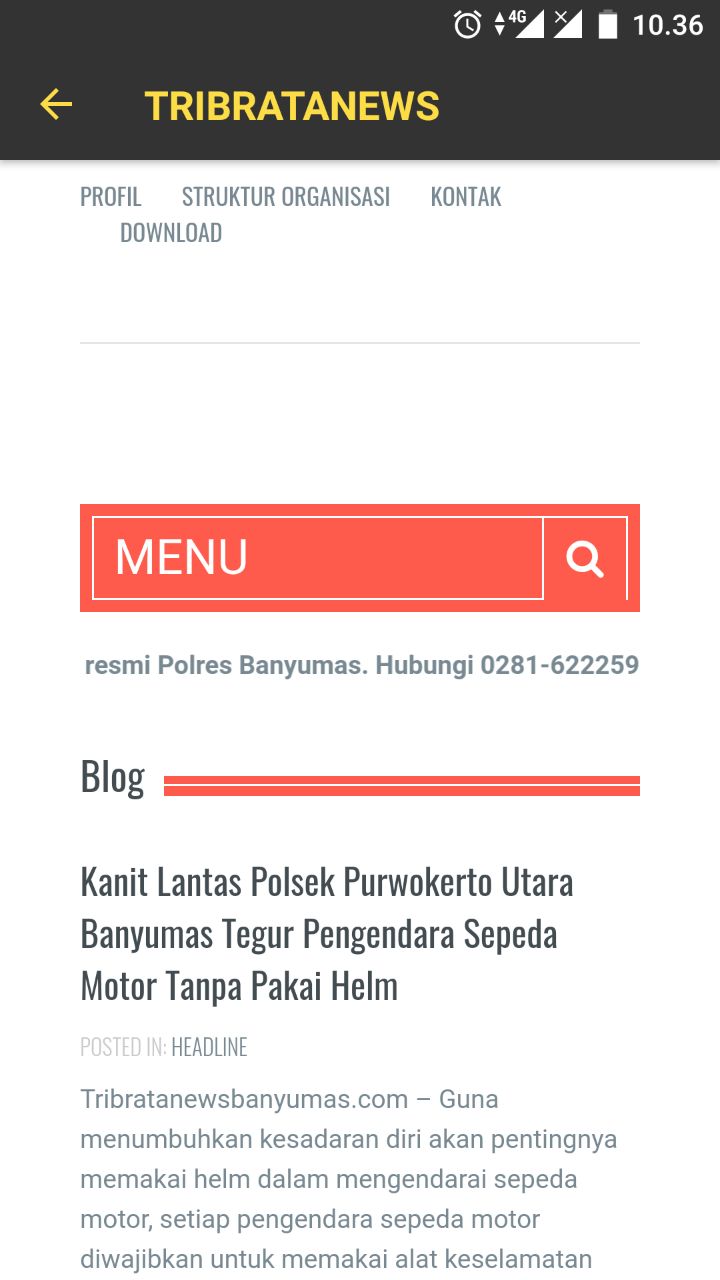 4G 10.36
TRIBRATANEWS
PROFIL STRUKTUR ORGANISASI KONTAK
DOWNLOAD
MENU
resmi Polres Banyumas. Hubungi 0281-622259
Blog
Kanit Lantas Polsek Purwokerto Utara
Banyumas Tegur Pengendara Sepeda
Motor Tanpa Pakai Helm
POSTED IN: HEADLINE
Tribratanewsbanyumas.com – Guna
menumbuhkan kesadaran diri akan pentingnya
memakai helm dalam mengendarai sepeda
motor, setiap pengendara sepeda motor
diwajibkan untuk memakai alat keselamatan